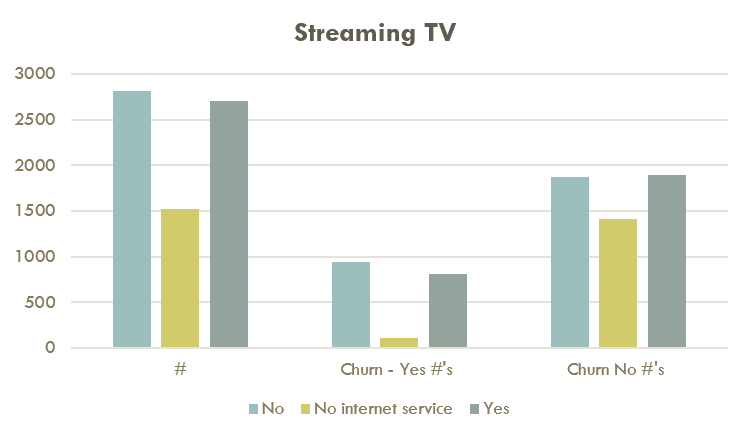 Streaming TV
3000
2500
2000
1500
1000
500
0
# Churn - Yes #'s Churn No #'s
No No internet service Yes